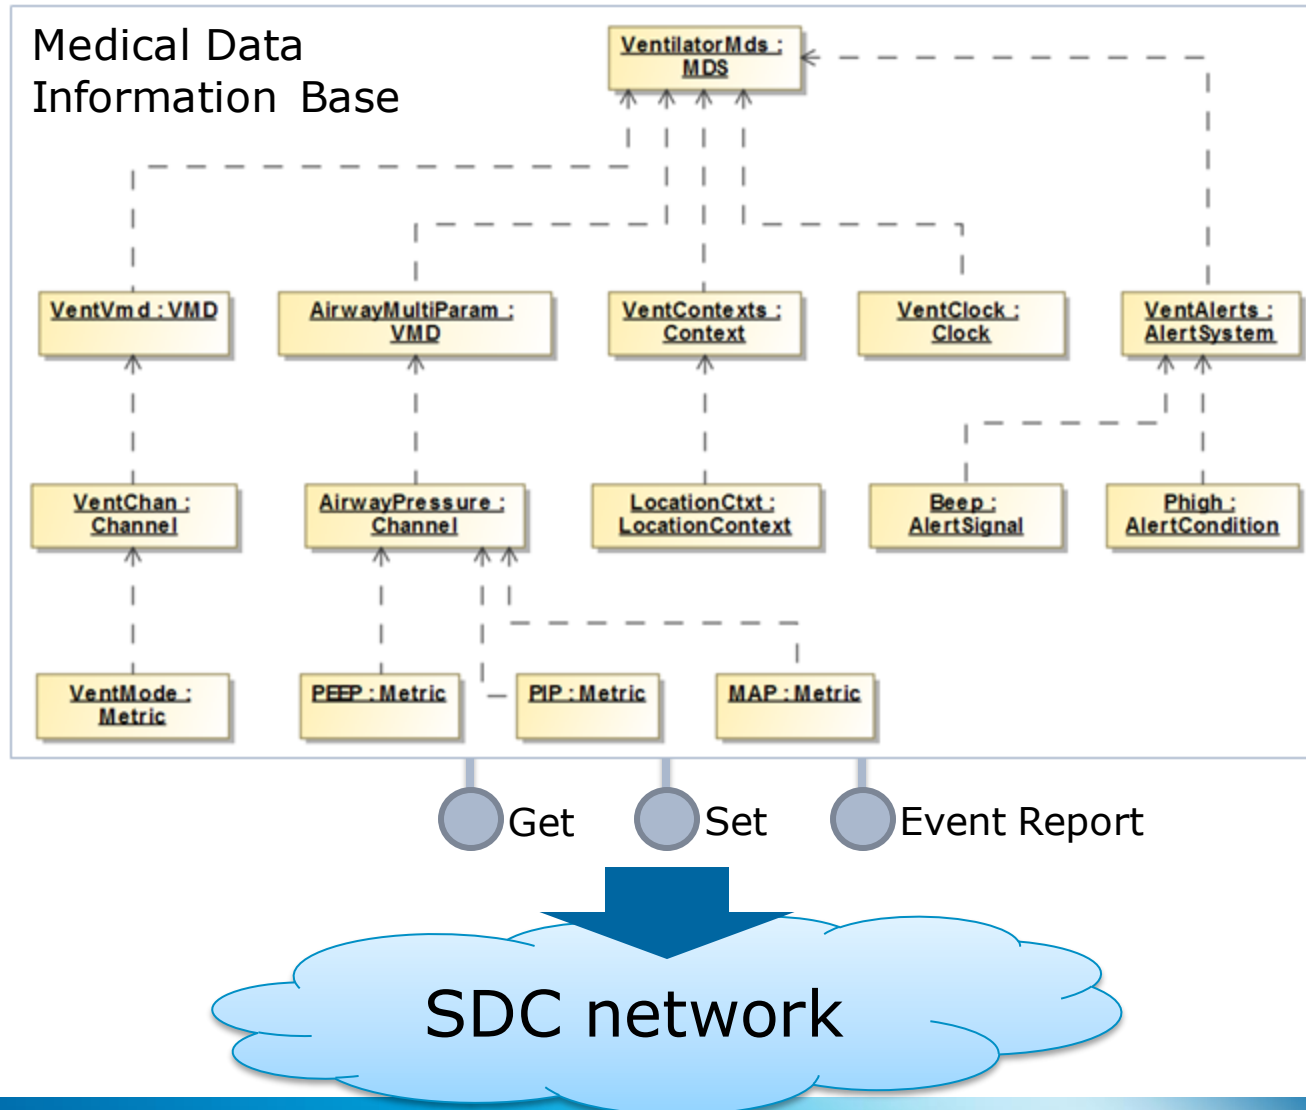 Medical Data
Information Base
VentilatorMds :
MDS
VentVmd : VMD
AirwayMultiParam :
VMD
VentContexts :
Context
VentClock :
Clock
VentAlerts :
AlertSystem
VentChan :
Channel
AirwayPressure :
Channel
LocationCtxt :
LocationContext
Beep :
AlertSignal
Phigh :
AlertCondition
VentMode :
Metric
PEEP : Metric
PIP : Metric
MAP : Metric
Get
Set
Event Report
SDC network